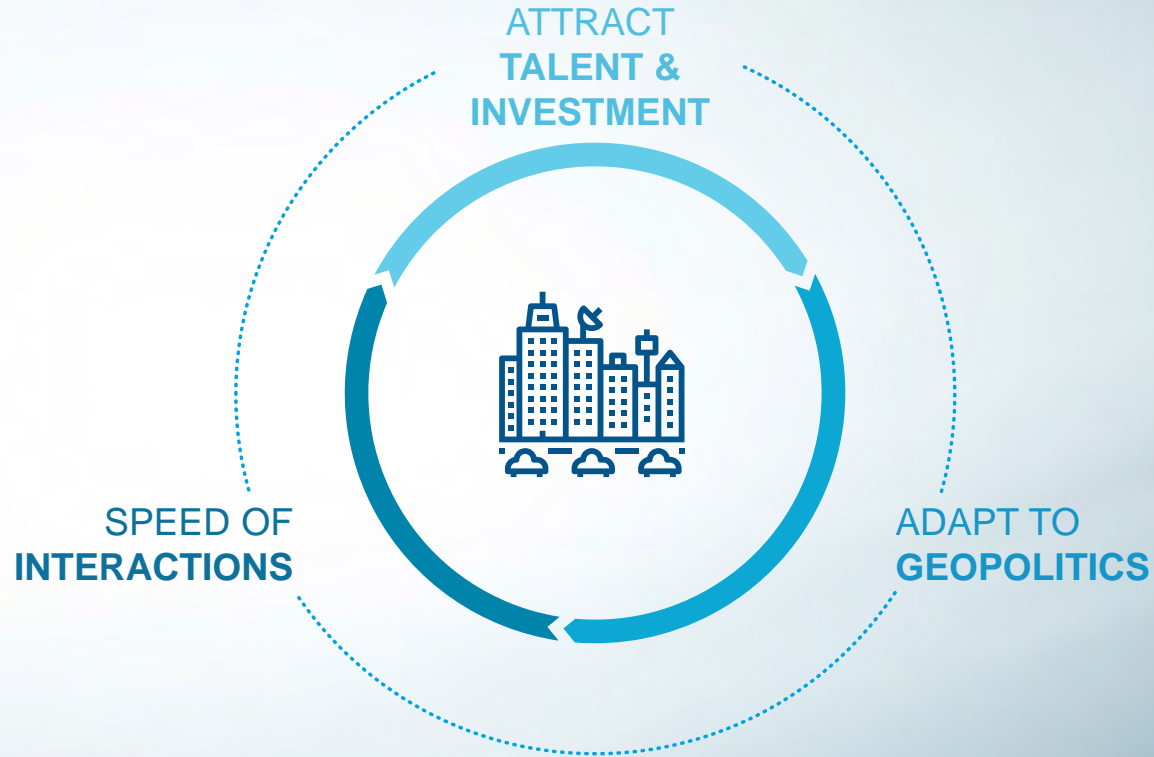 ATTRACT
TALENT &
INVESTMENT
SPEED OF
INTERACTIONS
ADAPT TO
GEOPOLITICS